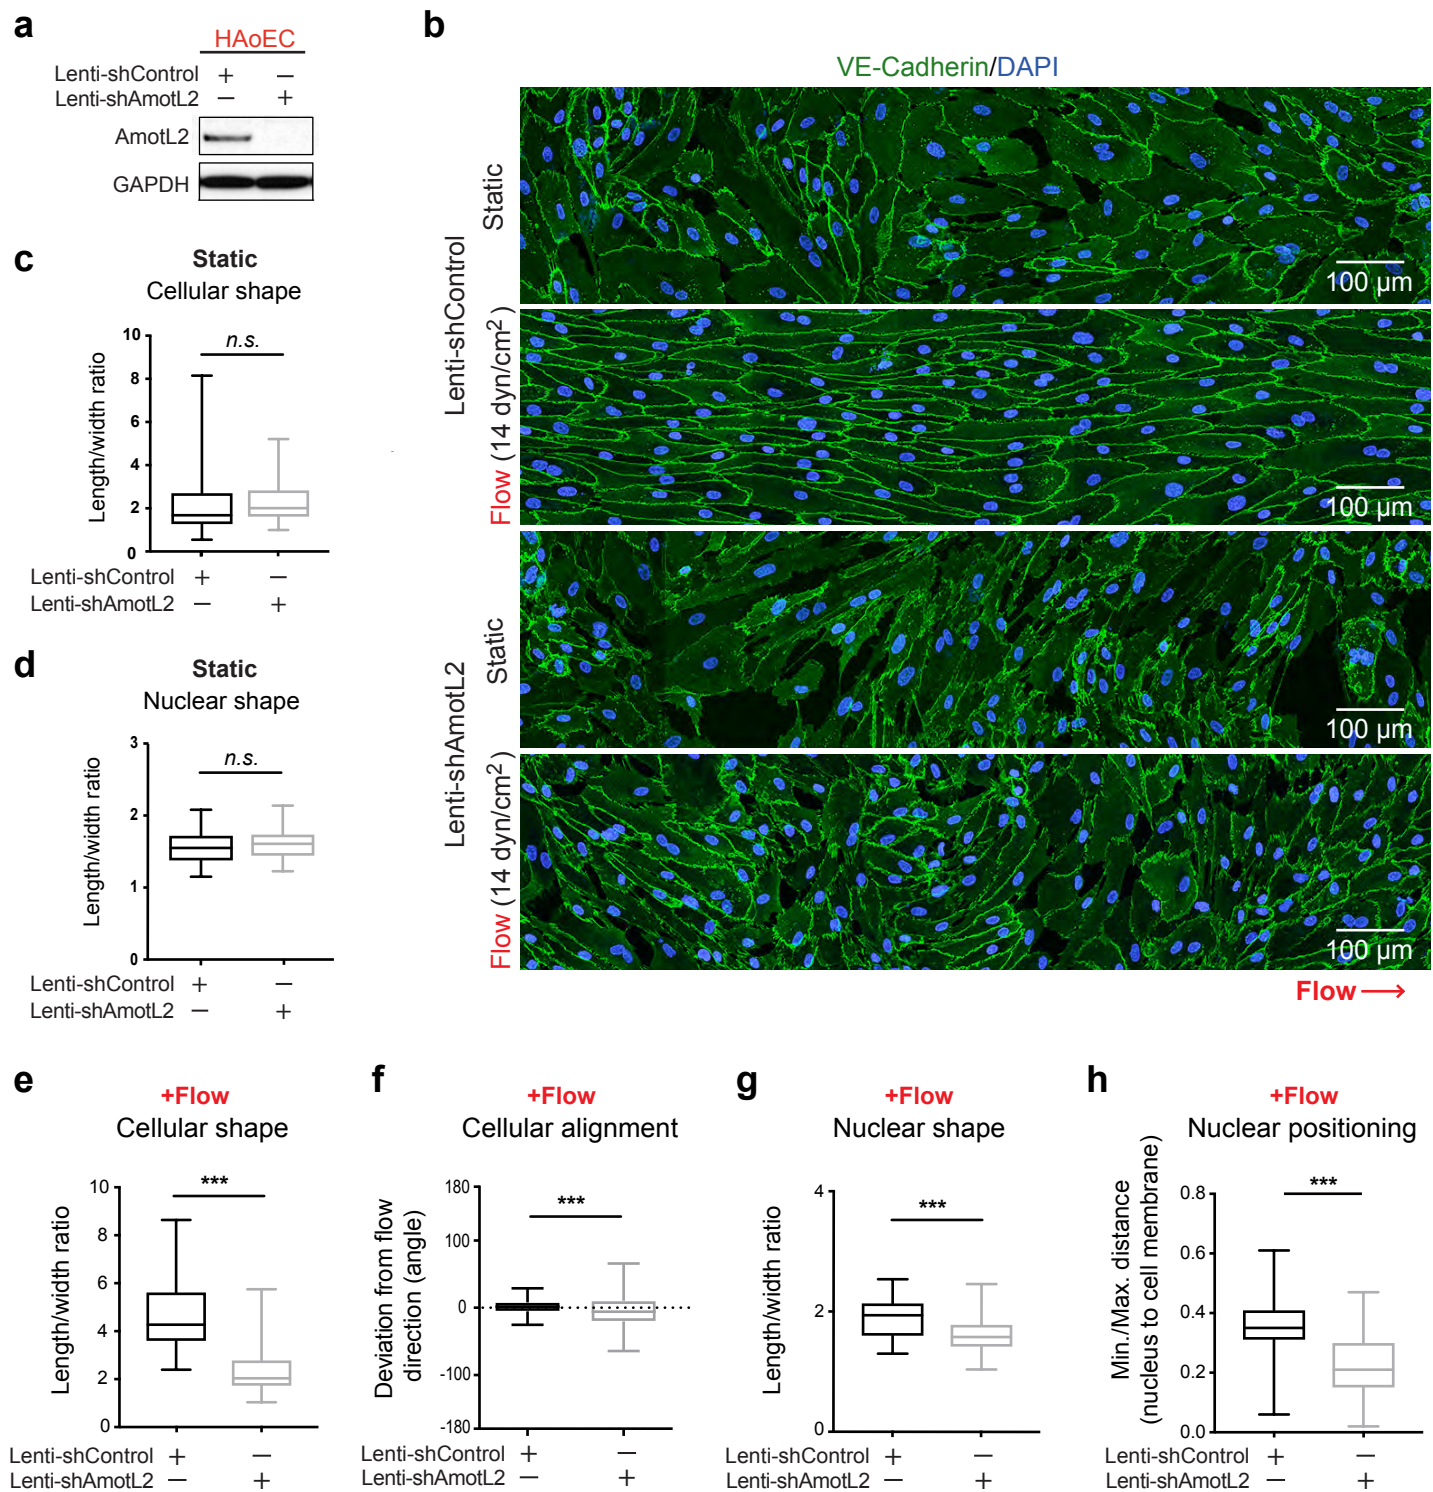 a
HAoEC
Lenti-shControl + −
Lenti-shAmotL2 − +
AmotL2
GAPDH
b
VE-Cadherin/DAPI
Lenti-shControl
Static
100 µm
Flow (14 dyn/cm²)
100 µm
Lenti-shAmotL2
Static
100 µm
Flow (14 dyn/cm²)
100 µm
Flow →
c
Static
Cellular shape
Length/width ratio
10
8
6
4
2
0
n.s.
Lenti-shControl + −
Lenti-shAmotL2 − +
d
Static
Nuclear shape
Length/width ratio
3
2
1
0
n.s.
Lenti-shControl + −
Lenti-shAmotL2 − +
e
+Flow
Cellular shape
Length/width ratio
10
8
6
4
2
0
***
Lenti-shControl + −
Lenti-shAmotL2 − +
f
+Flow
Cellular alignment
Deviation from flow
direction (angle)
180
100
0
-100
-180
***
Lenti-shControl + −
Lenti-shAmotL2 − +
g
+Flow
Nuclear shape
Length/width ratio
4
2
0
***
Lenti-shControl + −
Lenti-shAmotL2 − +
h
+Flow
Nuclear positioning
Min./Max. distance
(nucleus to cell membrane)
0.8
0.6
0.4
0.2
0.0
***
Lenti-shControl + −
Lenti-shAmotL2 − +